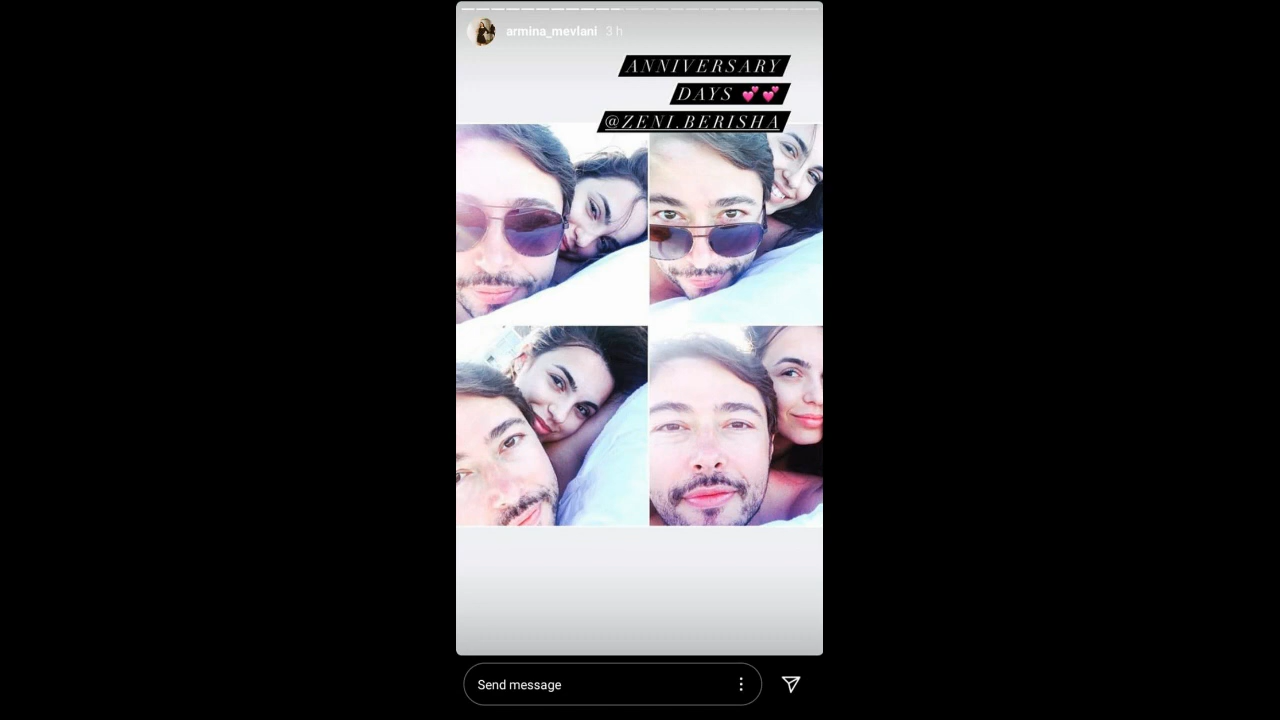 armina_mevlani 3 h
ANNIVERSARY
DAYS 💕💕
@ZENI.BERISHA
Send message